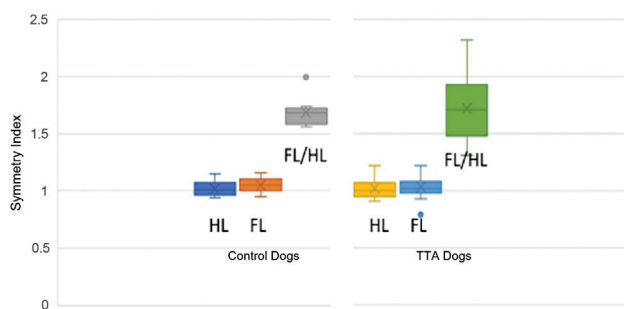 2.5
2
1.5
1
0.5
0
Symmetry Index
FL/HL
HL FL
Control Dogs
FL/HL
HL FL
TTA Dogs